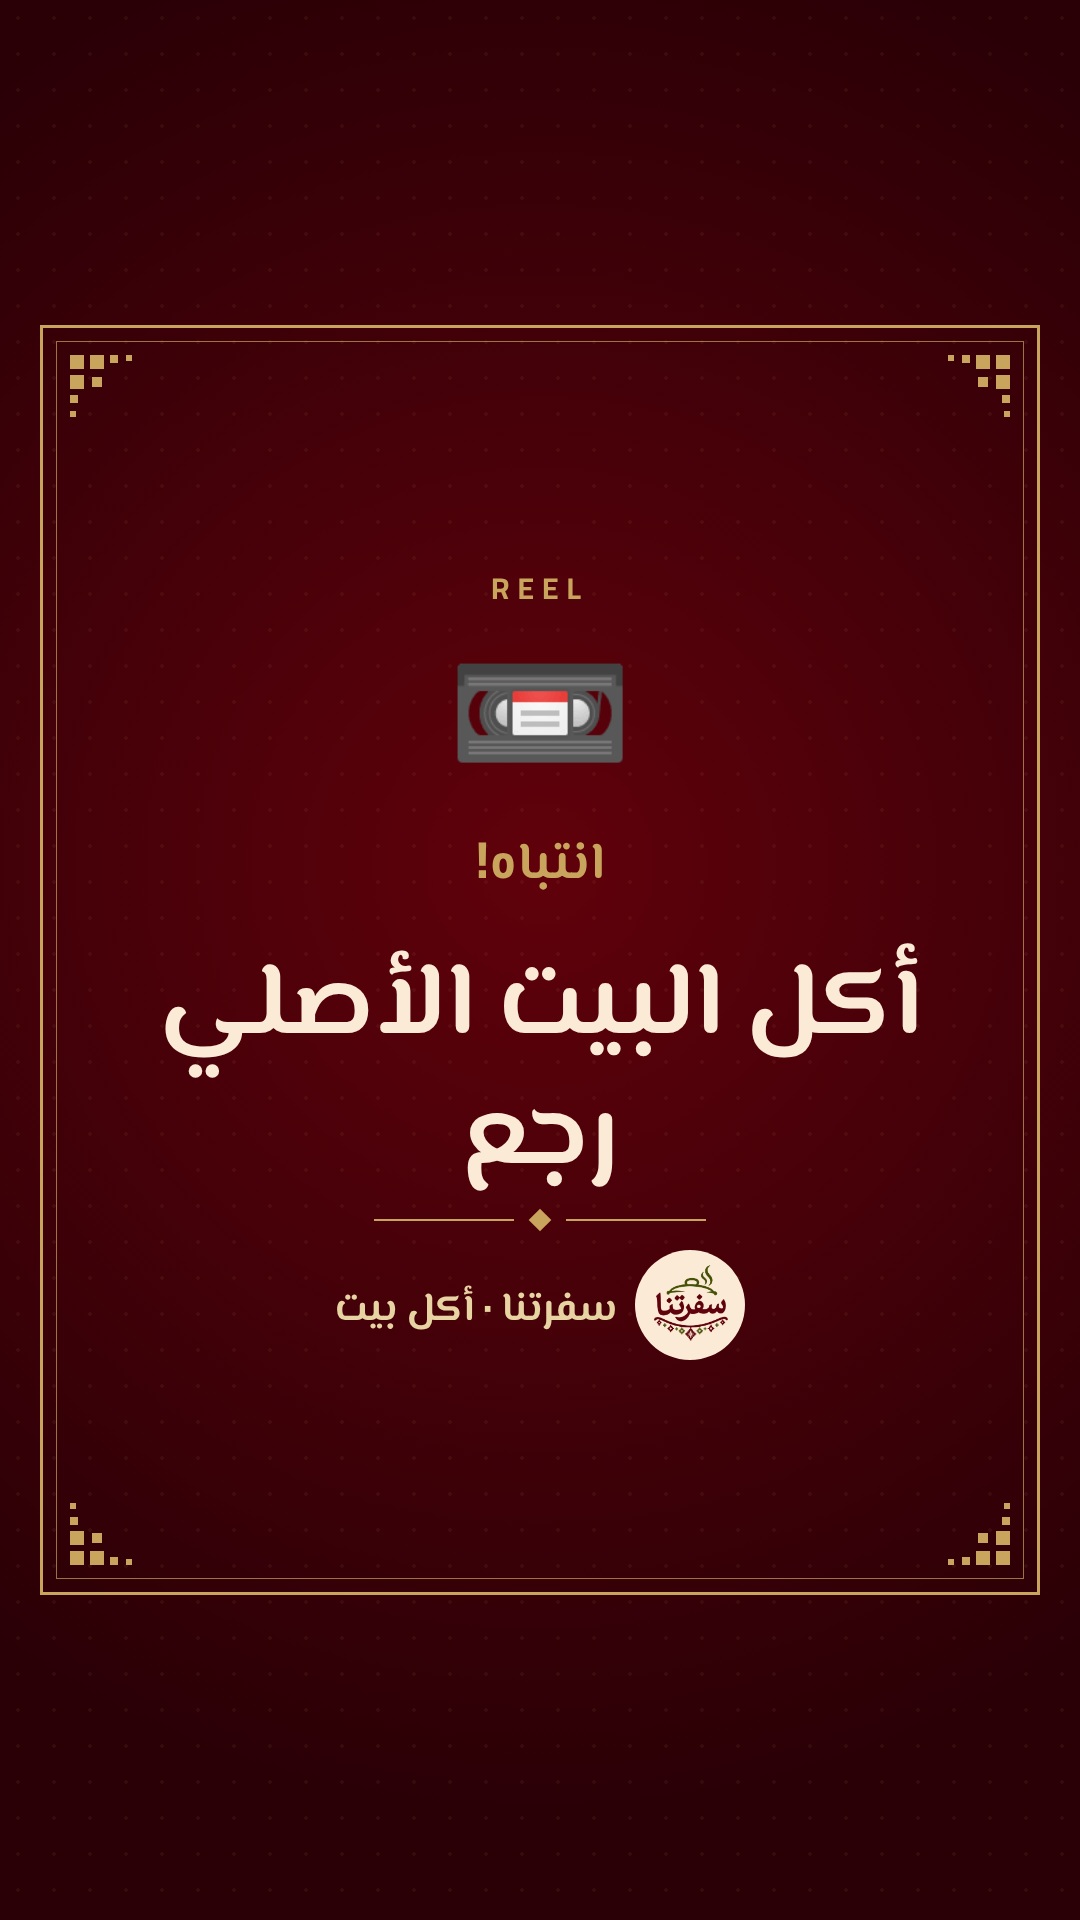 REEL
انتباه!
أكل البيت الأصلي
رجع
سفرتنا
سفرتنا · أكل بيت